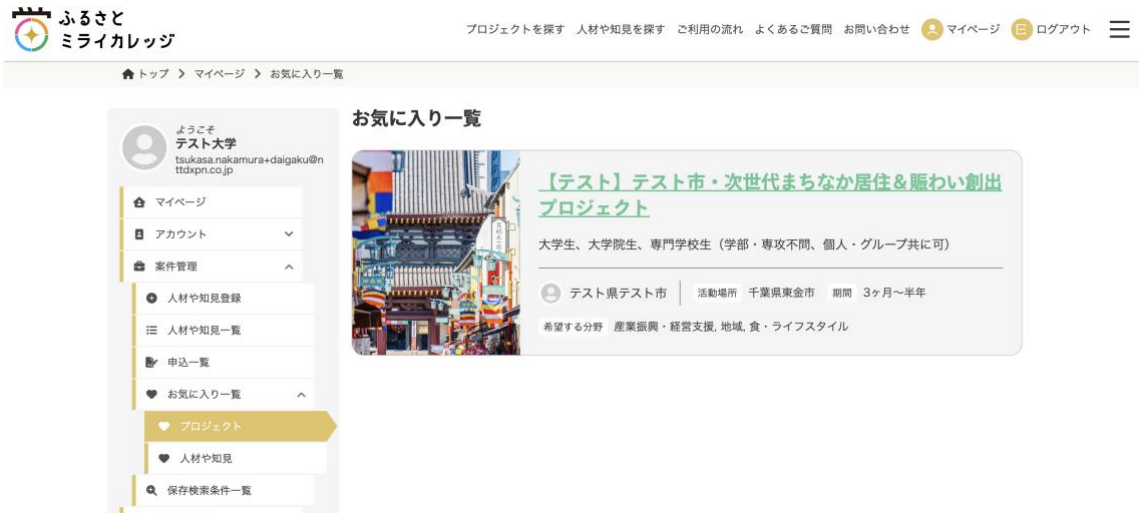 ふるさと
ミライカレッジ
プロジェクトを探す 人材や知見を探す ご利用の流れ よくあるご質問 お問い合わせ マイページ ログアウト
トップ > マイページ > お気に入り一覧
ようこそ
テスト大学
tsukasa.nakamura+daigaku@n
ttdxpn.co.jp
マイページ
アカウント
案件管理
人材や知見登録
人材や知見一覧
申込一覧
お気に入り一覧
プロジェクト
人材や知見
保存検索条件一覧
お気に入り一覧
【テスト】テスト市・次世代まちなか居住&賑わい創出
プロジェクト
大学生、大学院生、専門学校生（学部・専攻不問、個人・グループ共に可）
テスト県テスト市 活動場所 千葉県東金市 期間 3ヶ月〜半年
希望する分野 産業振興・経営支援, 地域, 食・ライフスタイル